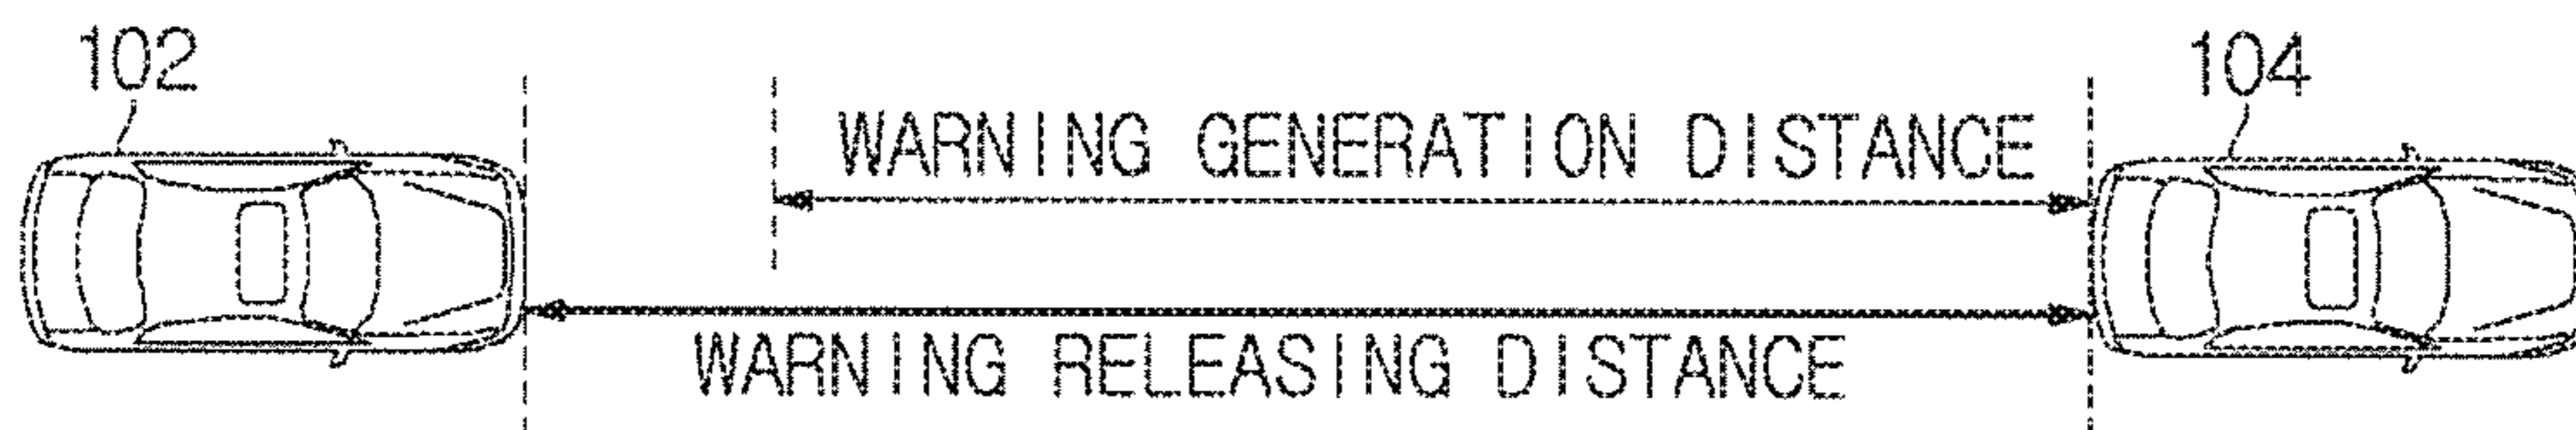 102
104
WARNING GENERATION DISTANCE
WARNING RELEASING DISTANCE